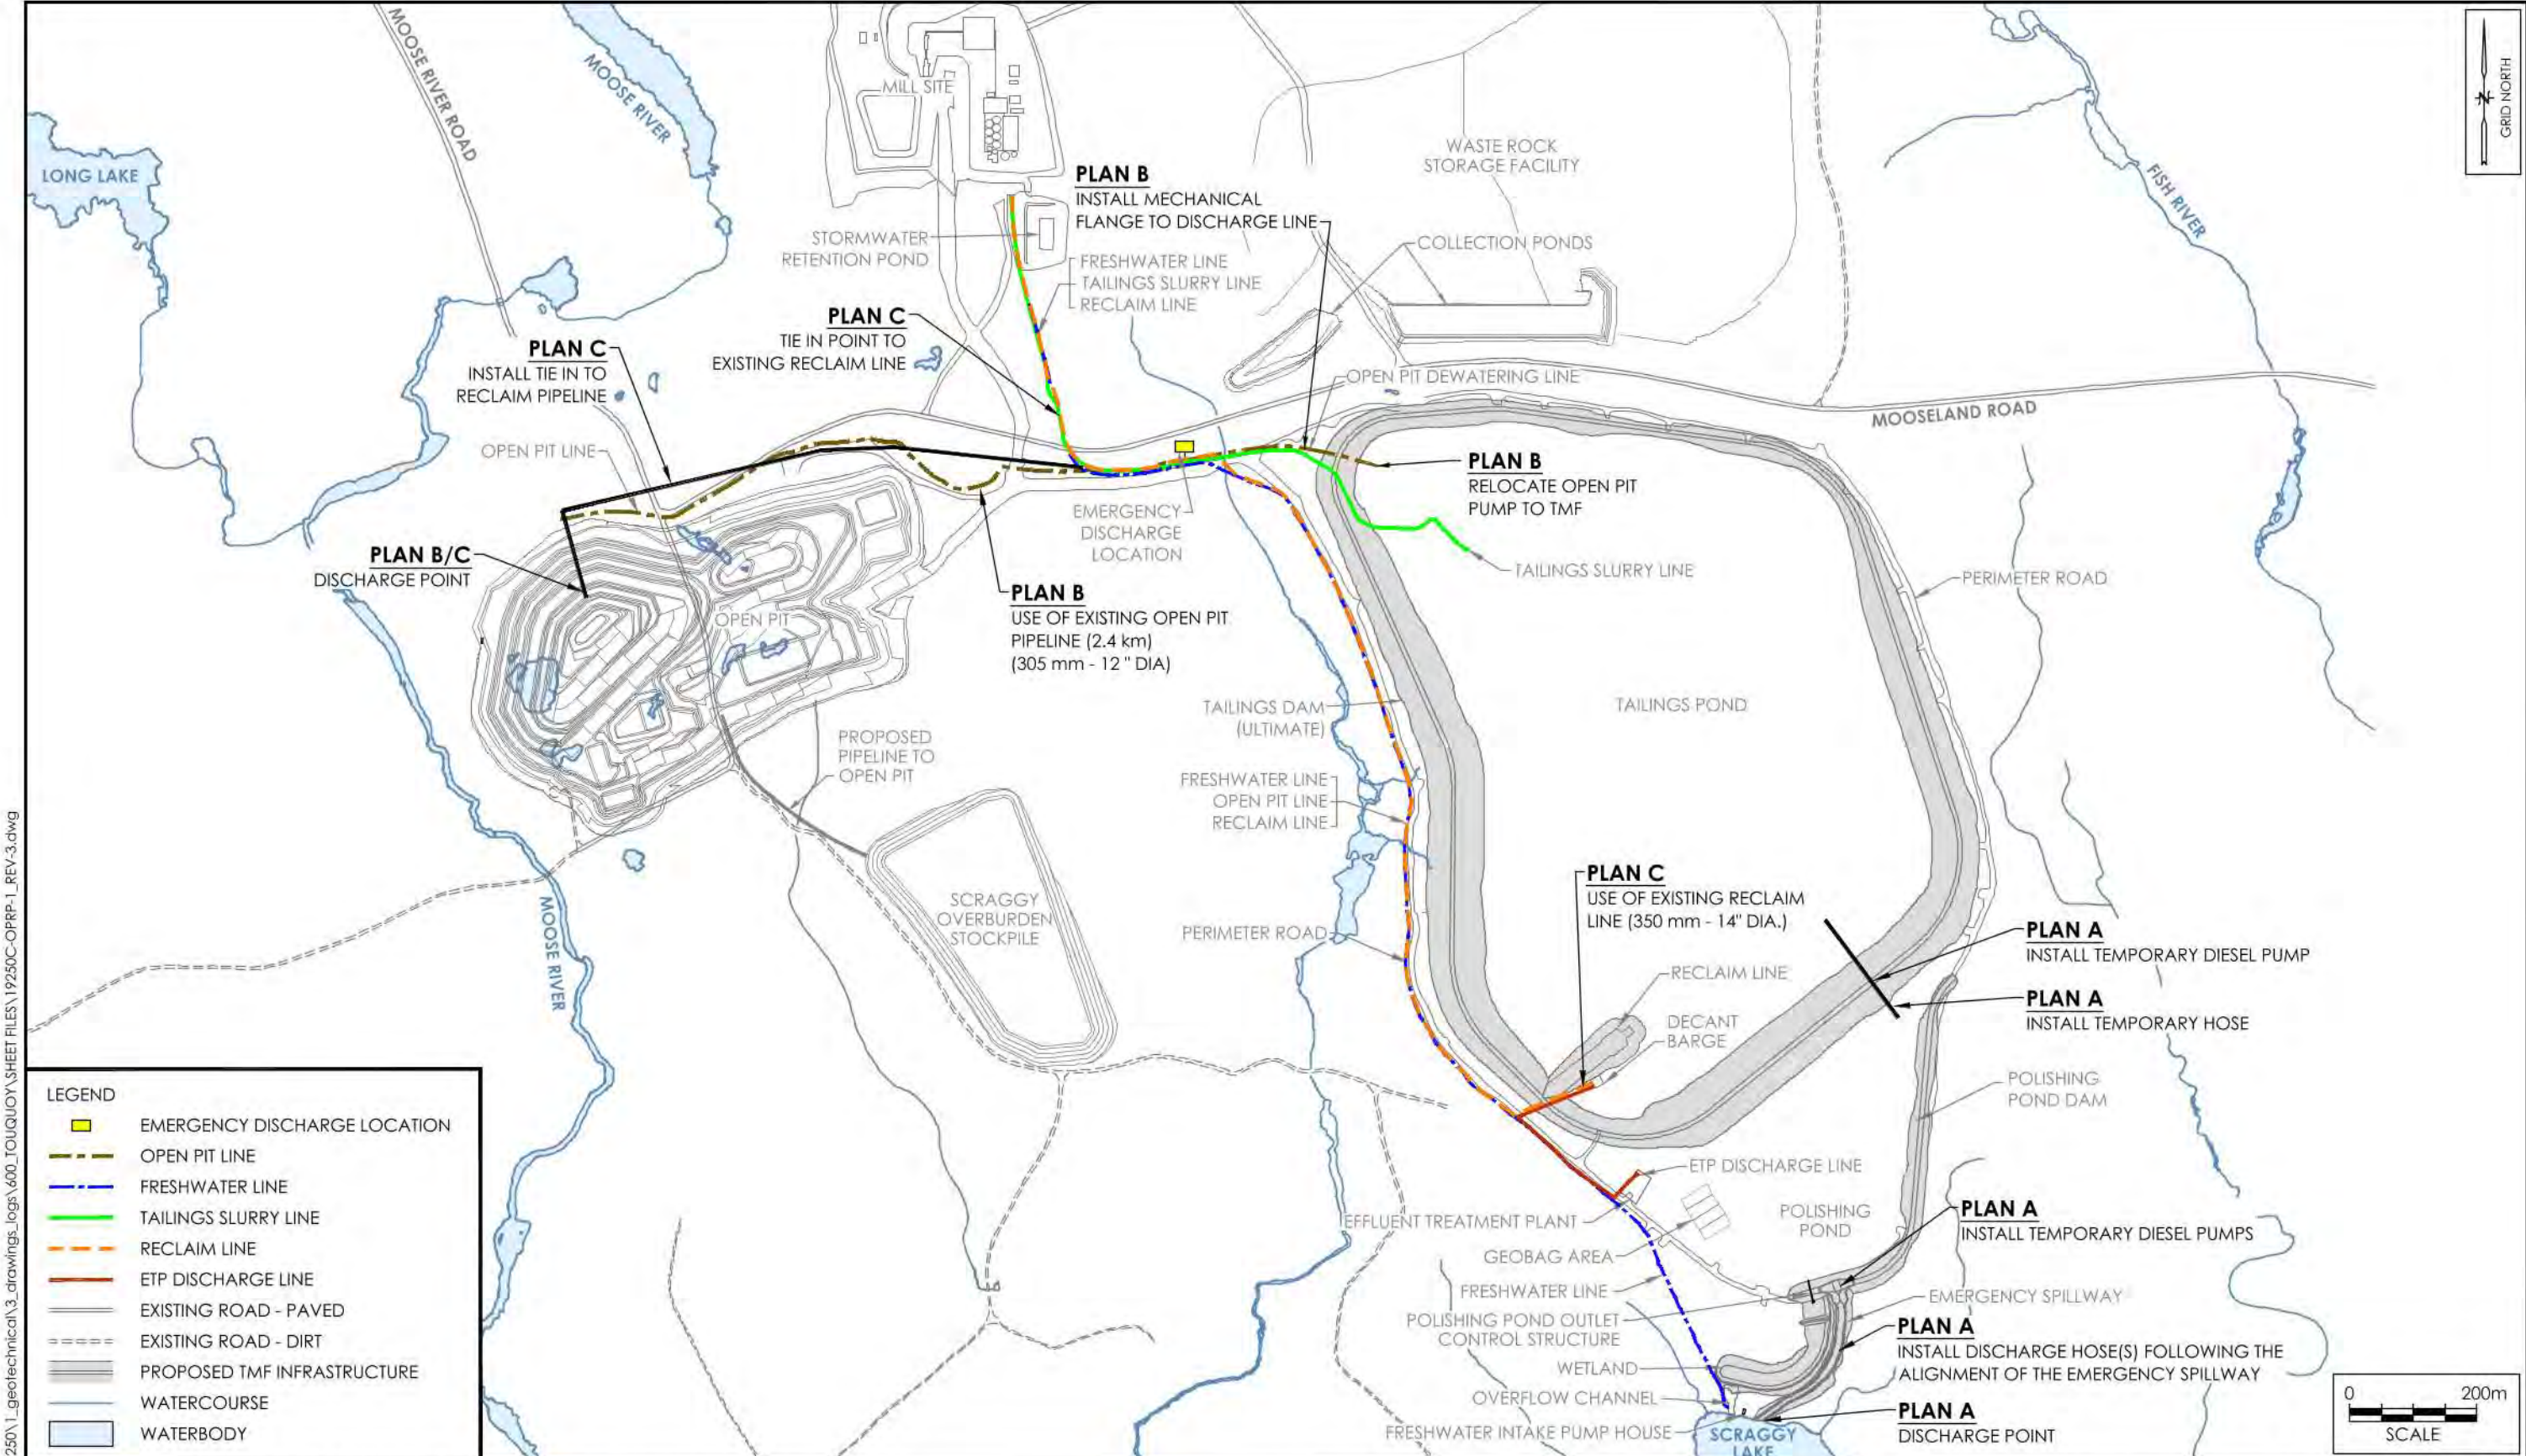 MOOSE RIVER ROAD
MOOSE RIVER
LONG LAKE
MILL SITE
WASTE ROCK
STORAGE FACILITY
GRID NORTH
N
FISH RIVER
PLAN B
INSTALL MECHANICAL
FLANGE TO DISCHARGE LINE
STORMWATER
RETENTION POND
COLLECTION PONDS
FRESHWATER LINE
TAILINGS SLURRY LINE
RECLAIM LINE
PLAN C
TIE IN POINT TO
EXISTING RECLAIM LINE
PLAN C
INSTALL TIE IN TO
RECLAIM PIPELINE
OPEN PIT DEWATERING LINE
MOOSELAND ROAD
OPEN PIT LINE
PLAN B
RELOCATE OPEN PIT
PUMP TO TMF
EMERGENCY
DISCHARGE
LOCATION
PLAN B/C
DISCHARGE POINT
TAILINGS SLURRY LINE
PERIMETER ROAD
PLAN B
USE OF EXISTING OPEN PIT
PIPELINE (2.4 km)
(305 mm - 12 " DIA)
OPEN PIT
TAILINGS DAM
(ULTIMATE)
TAILINGS POND
PROPOSED
PIPELINE TO
OPEN PIT
FRESHWATER LINE
OPEN PIT LINE
RECLAIM LINE
PLAN C
USE OF EXISTING RECLAIM
LINE (350 mm - 14" DIA.)
SCRAGGY
OVERBURDEN
STOCKPILE
PERIMETER ROAD
PLAN A
INSTALL TEMPORARY DIESEL PUMP
MOOSE RIVER
RECLAIM LINE
PLAN A
INSTALL TEMPORARY HOSE
DECANT
BARGE
POLISHING
POND DAM
ETP DISCHARGE LINE
EFFLUENT TREATMENT PLANT
POLISHING
POND
PLAN A
INSTALL TEMPORARY DIESEL PUMPS
GEOBAG AREA
FRESHWATER LINE
EMERGENCY SPILLWAY
POLISHING POND OUTLET
CONTROL STRUCTURE
PLAN A
INSTALL DISCHARGE HOSE(S) FOLLOWING THE
ALIGNMENT OF THE EMERGENCY SPILLWAY
WETLAND
OVERFLOW CHANNEL
PLAN A
DISCHARGE POINT
FRESHWATER INTAKE PUMP HOUSE
SCRAGGY
LAKE
LEGEND
EMERGENCY DISCHARGE LOCATION
OPEN PIT LINE
FRESHWATER LINE
TAILINGS SLURRY LINE
RECLAIM LINE
ETP DISCHARGE LINE
EXISTING ROAD - PAVED
EXISTING ROAD - DIRT
PROPOSED TMF INFRASTRUCTURE
WATERCOURSE
WATERBODY
0 200m
SCALE
250\1_geotechnical\3_drawings_logs\600_TOUQUOY\SHEET FILES\19250C-OPRP-1_REV-3.dwg